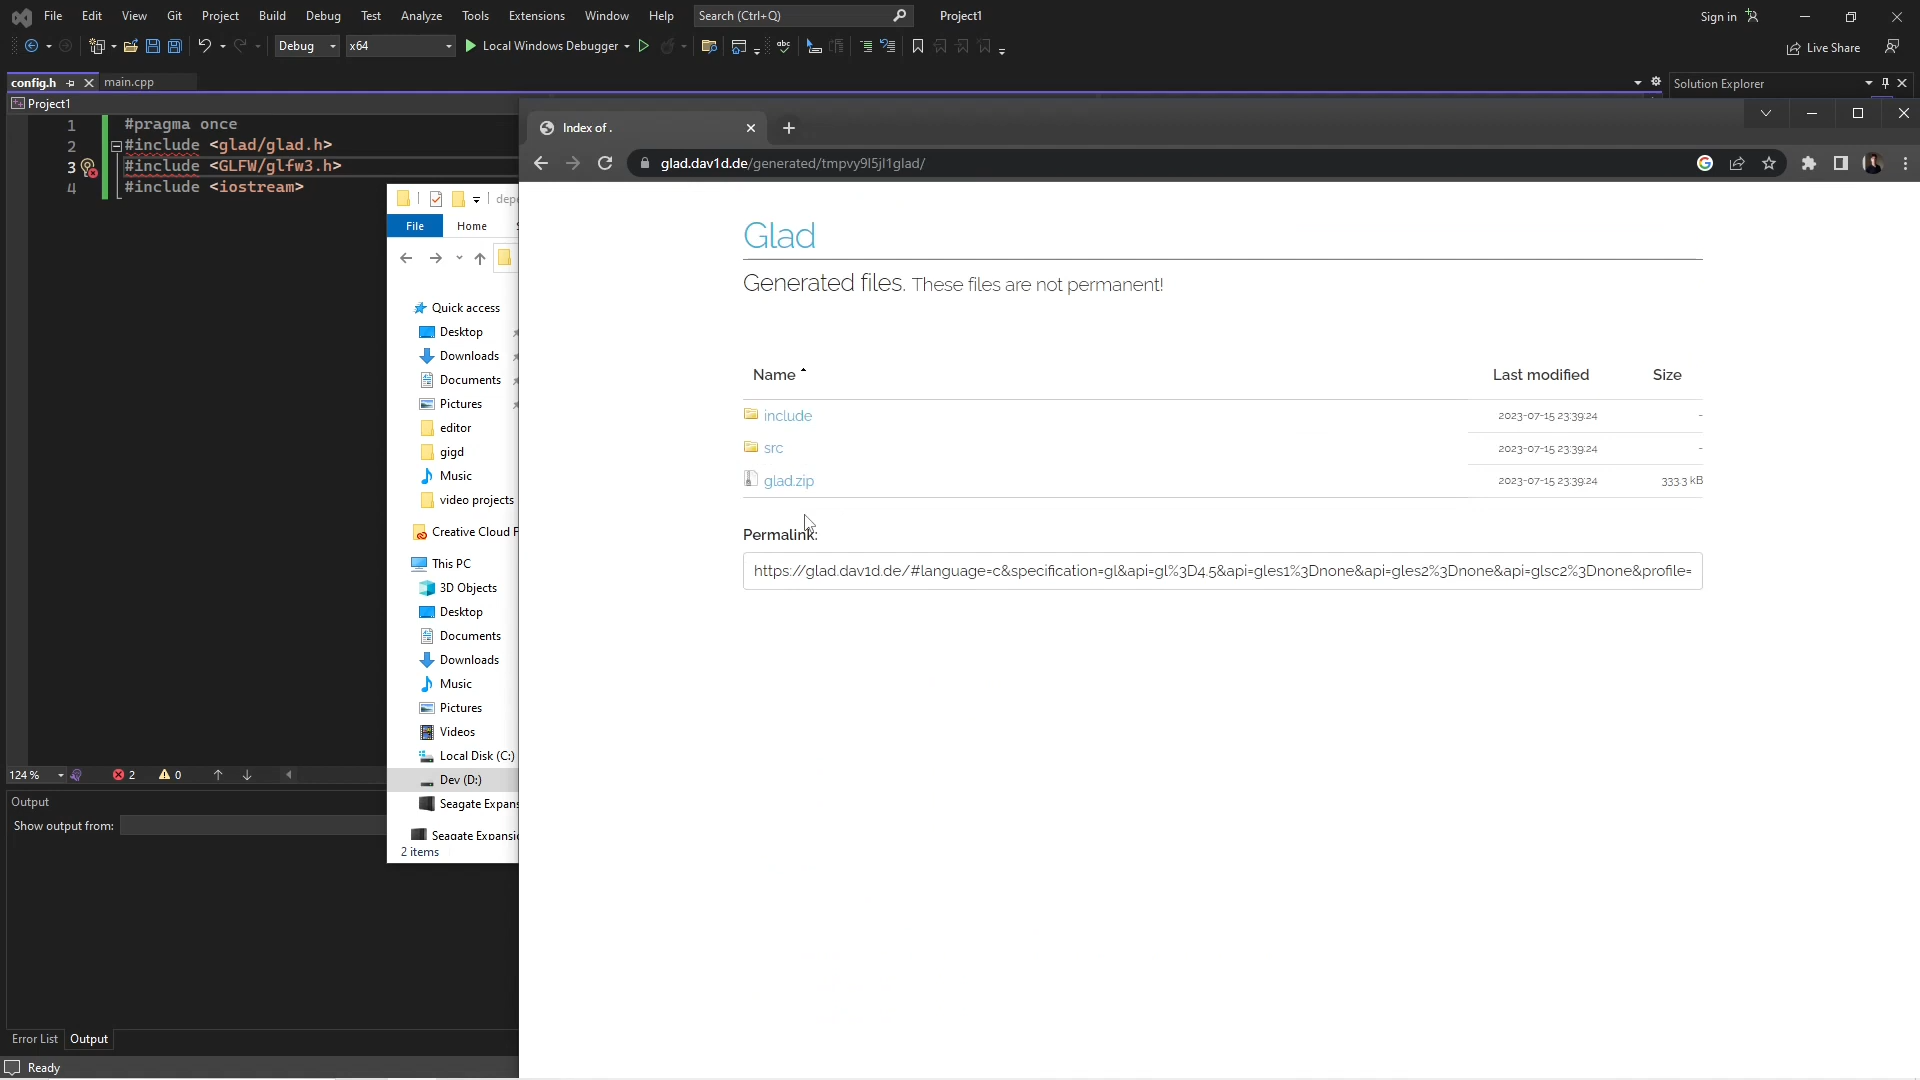 File Edit View Git Project Build Debug Test Analyze Tools Extensions Window Help Search (Ctrl+Q) Project1 Sign in
Debug x64 Local Windows Debugger Live Share
config.h main.cpp Solution Explorer
Project1
1 #pragma once
2 #include <glad/glad.h>
3 #include <GLFW/glfw3.h>
4 #include <iostream>
Index of .
glad.dav1d.de/generated/tmpvy9l5jl1glad/
File Home
Quick access
Desktop
Downloads
Documents
Pictures
editor
gigd
Music
video projects
Creative Cloud F
This PC
3D Objects
Desktop
Documents
Downloads
Music
Pictures
Videos
Local Disk (C:)
Dev (D:)
Seagate Expans
Seagate Expansio
2 items
Glad
Generated files. These files are not permanent!
Name Last modified Size
include 2023-07-15 23:39:24 -
src 2023-07-15 23:39:24 -
glad.zip 2023-07-15 23:39:24 333.3 kB
Permalink:
https://glad.dav1d.de/#language=c&specification=gl&api=gl%3D4.5&api=gles1%3Dnone&api=gles2%3Dnone&api=glsc2%3Dnone&profile=
124 % 2 0
Output
Show output from:
Error List Output
Ready